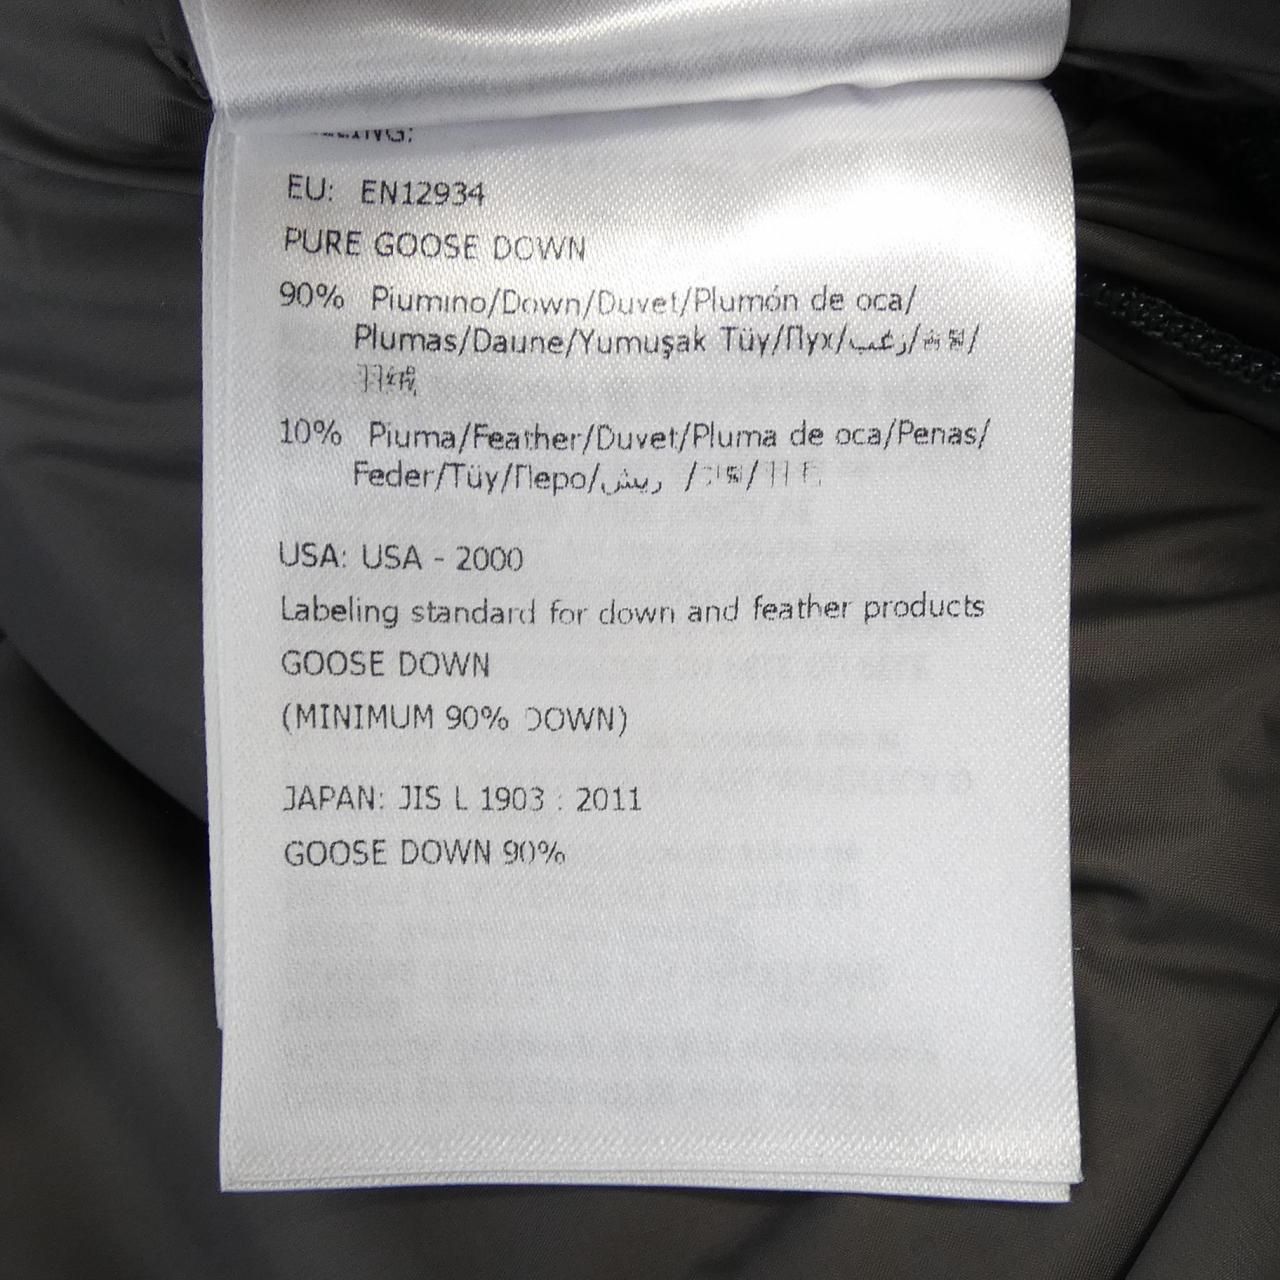 EU: EN12934
PURE GOOSE DOWN
90% Piumino/Down/Duvet/Plumón de oca/
Plumas/Daune/Yumuşak Tüy/Пух/زغب/
10% Piuma/Feather/Duvet/Pluma de oca/Penas/
Feder/Tüy/Перо/ريش /
USA: USA - 2000
Labeling standard for down and feather products
GOOSE DOWN
(MINIMUM 90% DOWN)
JAPAN: JIS L 1903 : 2011
GOOSE DOWN 90%